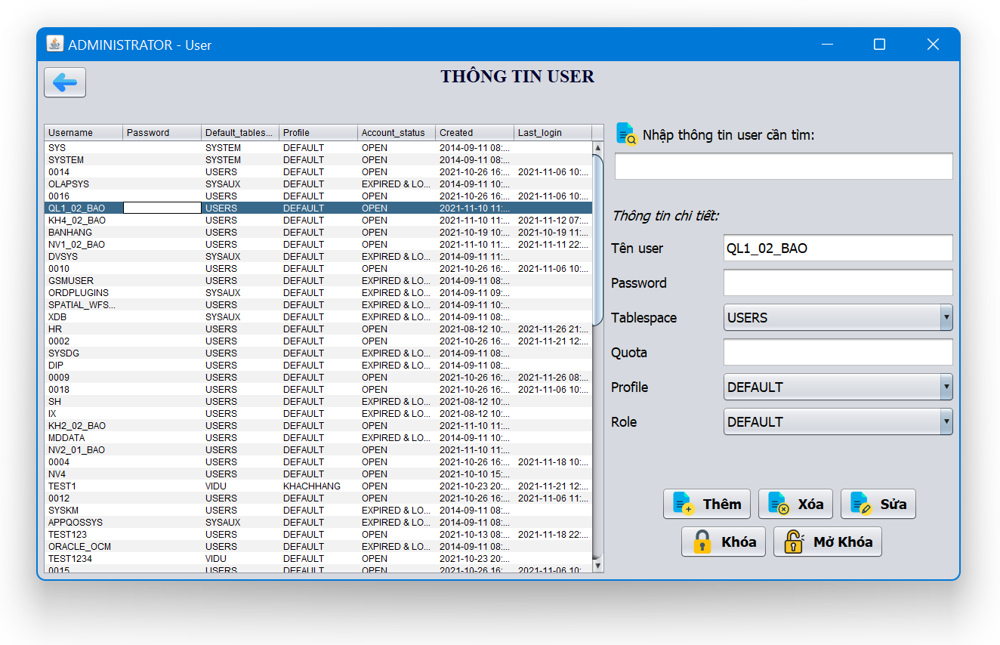 ADMINISTRATOR - User
THÔNG TIN USER
Username Password Default_tables... Profile Account_status Created Last_login
SYS SYSTEM DEFAULT OPEN 2014-09-11 08:...
SYSTEM SYSTEM DEFAULT OPEN 2014-09-11 08:...
0014 USERS DEFAULT OPEN 2021-10-26 16:... 2021-11-06 10:...
OLAPSYS SYSAUX DEFAULT EXPIRED & LO... 2014-09-11 10:...
0016 USERS DEFAULT OPEN 2021-10-26 16:... 2021-11-06 10:...
QL1_02_BAO USERS DEFAULT OPEN 2021-11-10 11:...
KH4_02_BAO USERS DEFAULT OPEN 2021-11-10 11:... 2021-11-12 07:...
BANHANG USERS DEFAULT OPEN 2021-10-19 10:... 2021-10-19 11:...
NV1_02_BAO USERS DEFAULT OPEN 2021-11-10 11:... 2021-11-11 22:...
DVSYS SYSAUX DEFAULT EXPIRED & LO... 2014-09-11 11:...
0010 USERS DEFAULT OPEN 2021-10-26 16:... 2021-11-06 10:...
GSMUSER USERS DEFAULT EXPIRED & LO... 2014-09-11 08:...
ORDPLUGINS SYSAUX DEFAULT EXPIRED & LO... 2014-09-11 09:...
SPATIAL_WFS... USERS DEFAULT EXPIRED & LO... 2014-09-11 10:...
XDB SYSAUX DEFAULT EXPIRED & LO... 2014-09-11 08:...
HR USERS DEFAULT OPEN 2021-08-12 10:... 2021-11-26 21:...
0002 USERS DEFAULT OPEN 2021-10-26 16:... 2021-11-21 12:...
SYSDG USERS DEFAULT EXPIRED & LO... 2014-09-11 08:...
DIP USERS DEFAULT EXPIRED & LO... 2014-09-11 08:...
0009 USERS DEFAULT OPEN 2021-10-26 16:... 2021-11-26 08:...
0018 USERS DEFAULT OPEN 2021-10-26 16:... 2021-11-06 10:...
SH USERS DEFAULT EXPIRED & LO... 2021-08-12 10:...
IX USERS DEFAULT EXPIRED & LO... 2021-08-12 10:...
KH2_02_BAO USERS DEFAULT OPEN 2021-11-10 11:...
MDDATA USERS DEFAULT EXPIRED & LO... 2014-09-11 10:...
NV2_01_BAO USERS DEFAULT OPEN 2021-11-10 11:...
0004 USERS DEFAULT OPEN 2021-10-26 16:... 2021-11-18 10:...
NV4 USERS DEFAULT OPEN 2021-10-10 15:...
TEST1 VIDU KHACHHANG OPEN 2021-10-23 20:... 2021-11-21 12:...
0012 USERS DEFAULT OPEN 2021-10-26 16:... 2021-11-06 11:...
SYSKM USERS DEFAULT EXPIRED & LO... 2014-09-11 08:...
APPQOSSYS SYSAUX DEFAULT EXPIRED & LO... 2014-09-11 08:...
TEST123 USERS DEFAULT OPEN 2021-10-13 08:... 2021-11-18 22:...
ORACLE_OCM USERS DEFAULT EXPIRED & LO... 2014-09-11 08:...
TEST1234 VIDU DEFAULT OPEN 2021-10-23 20:...
0015 USERS DEFAULT OPEN 2021-10-26 16:... 2021-11-06 10:...
Nhập thông tin user cần tìm:
Thông tin chi tiết:
Tên user QL1_02_BAO
Password
Tablespace USERS
Quota
Profile DEFAULT
Role DEFAULT
Thêm Xóa Sửa
Khóa Mở Khóa